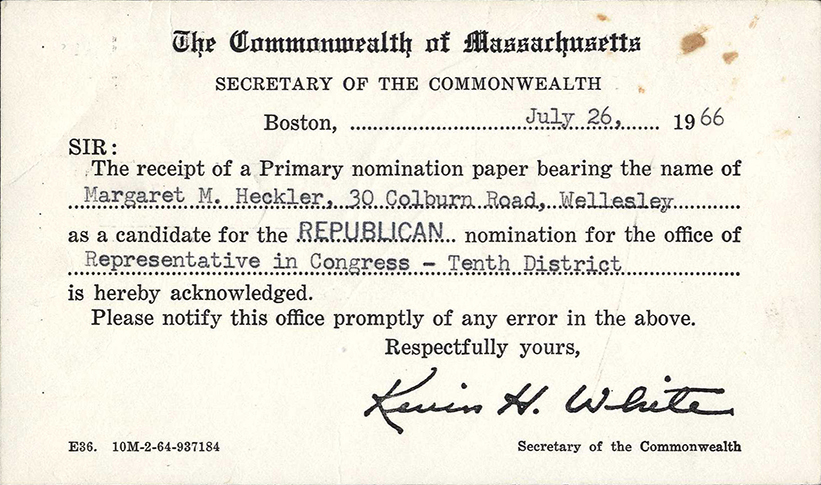 The Commonwealth of Massachusetts
SECRETARY OF THE COMMONWEALTH
Boston, July 26, 1966
SIR:
The receipt of a Primary nomination paper bearing the name of
Margaret M. Heckler, 30 Colburn Road, Wellesley
as a candidate for the REPUBLICAN nomination for the office of
Representative in Congress - Tenth District
is hereby acknowledged.
Please notify this office promptly of any error in the above.
Respectfully yours,
Kevin H. White
E36. 10M-2-64-937184 Secretary of the Commonwealth